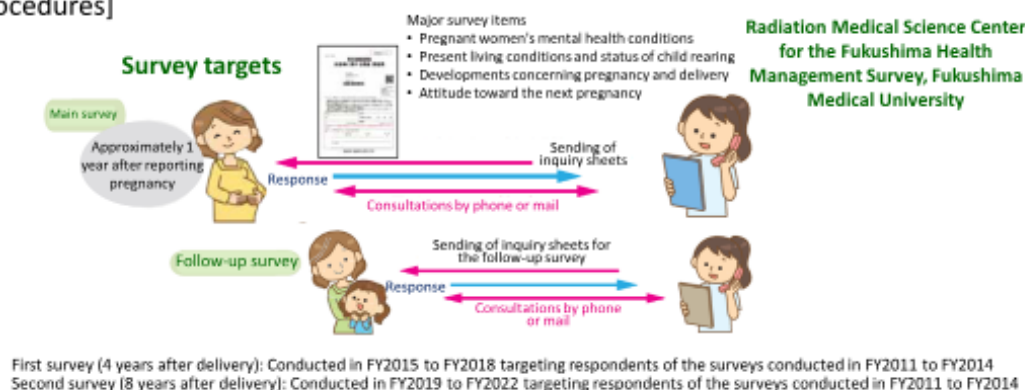 ocedures]
Major survey items
• Pregnant women's mental health conditions
• Present living conditions and status of child rearing
• Developments concerning pregnancy and delivery
• Attitude toward the next pregnancy
Radiation Medical Science Center
for the Fukushima Health
Management Survey, Fukushima
Medical University
Survey targets
Main survey
Approximately 1
year after reporting
pregnancy
Sending of
inquiry sheets
Response
Consultations by phone or mail
Follow-up survey
Sending of inquiry sheets for
the follow-up survey
Response
Consultations by phone
or mail
First survey (4 years after delivery): Conducted in FY2015 to FY2018 targeting respondents of the surveys conducted in FY2011 to FY2014
Second survey (8 years after delivery): Conducted in FY2019 to FY2022 targeting respondents of the surveys conducted in FY2011 to FY2014